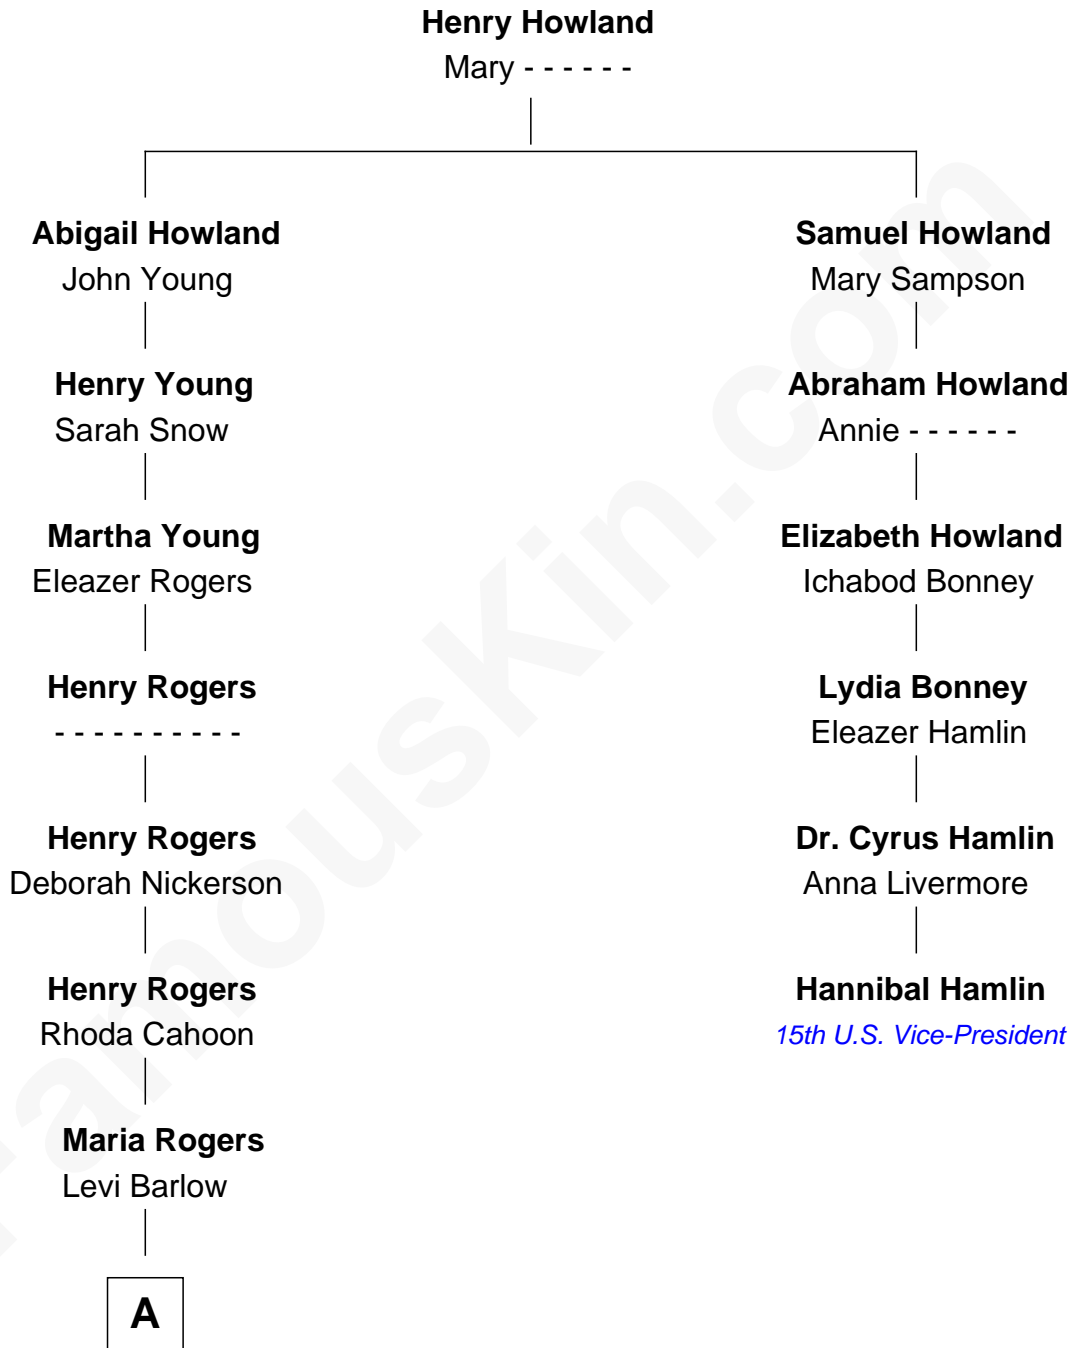 Henry Howland
Mary - - - - - -
Abigail Howland
John Young
Samuel Howland
Mary Sampson
Henry Young
Sarah Snow
Abraham Howland
Annie - - - - - -
Martha Young
Eleazer Rogers
Elizabeth Howland
Ichabod Bonney
Henry Rogers
- - - - - - - - - -
Lydia Bonney
Eleazer Hamlin
Henry Rogers
Deborah Nickerson
Dr. Cyrus Hamlin
Anna Livermore
Henry Rogers
Rhoda Cahoon
Hannibal Hamlin
15th U.S. Vice-President
Maria Rogers
Levi Barlow
A
FamousKin.com